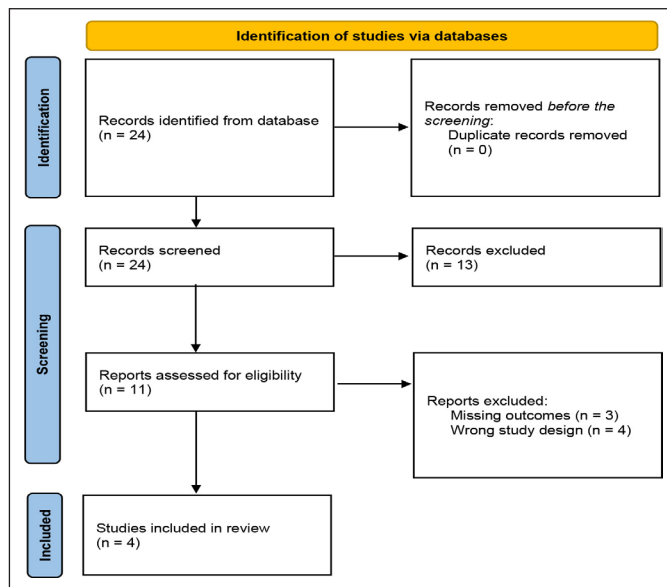 Identification of studies via databases
Identification
Records identified from database
(n = 24)
Records removed before the
screening:
Duplicate records removed
(n = 0)
Screening
Records screened
(n = 24)
Records excluded
(n = 13)
Reports assessed for eligibility
(n = 11)
Reports excluded:
Missing outcomes (n = 3)
Wrong study design (n = 4)
Included
Studies included in review
(n = 4)